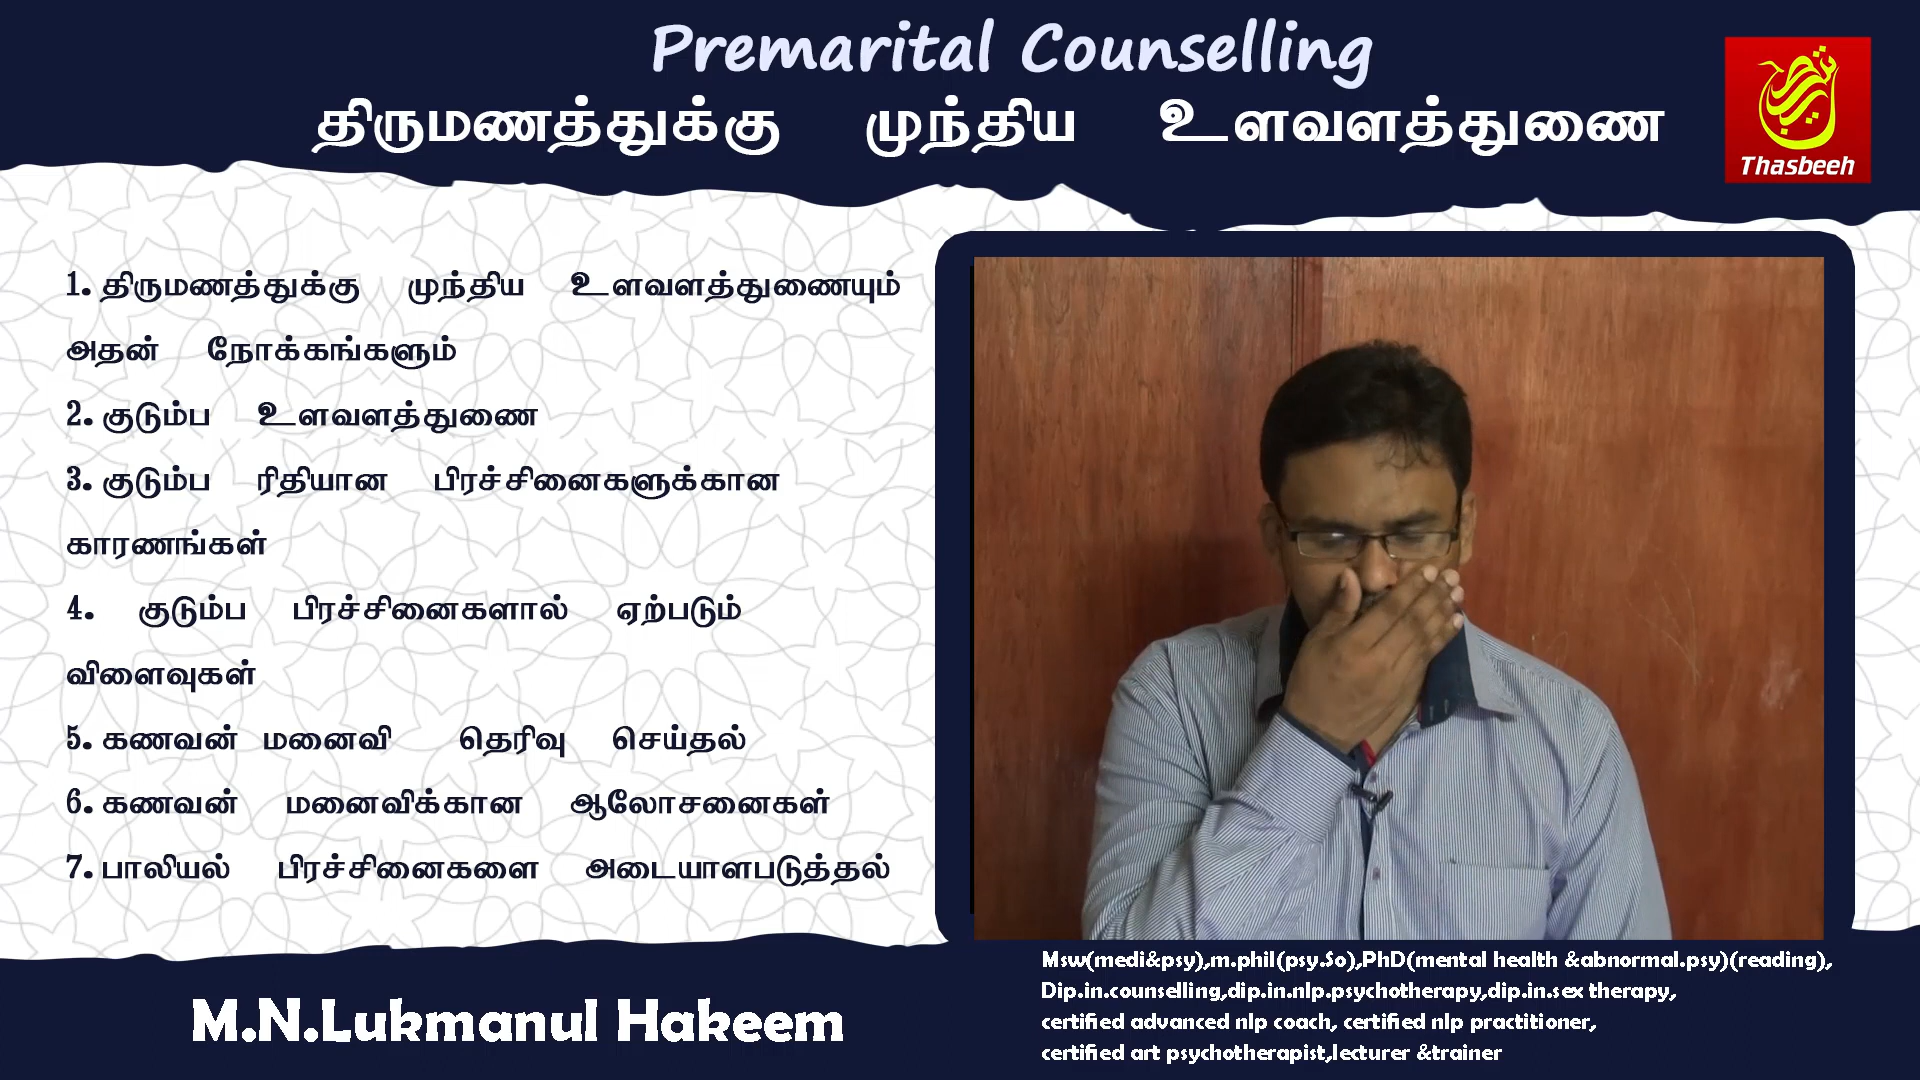 Premarital Counselling
திருமணத்துக்கு முந்திய உளவளத்துணை
Thasbeeh
1. திருமணத்துக்கு முந்திய உளவளத்துணையும்
அதன் நோக்கங்களும்
2. குடும்ப உளவளத்துணை
3. குடும்ப ரிதியான பிரச்சினைகளுக்கான
காரணங்கள்
4. குடும்ப பிரச்சினைகளால் ஏற்படும்
விளைவுகள்
5. கணவன் மனைவி தெரிவு செய்தல்
6. கணவன் மனைவிக்கான ஆலோசனைகள்
7. பாலியல் பிரச்சினைகளை அடையாளபடுத்தல்
M.N.Lukmanul Hakeem
Msw(medi&psy),m.phil(psy.So),PhD(mental health &abnormal.psy)(reading),
Dip.in.counselling,dip.in.nlp.psychotherapy,dip.in.sex therapy,
certified advanced nlp coach, certified nlp practitioner,
certified art psychotherapist,lecturer &trainer